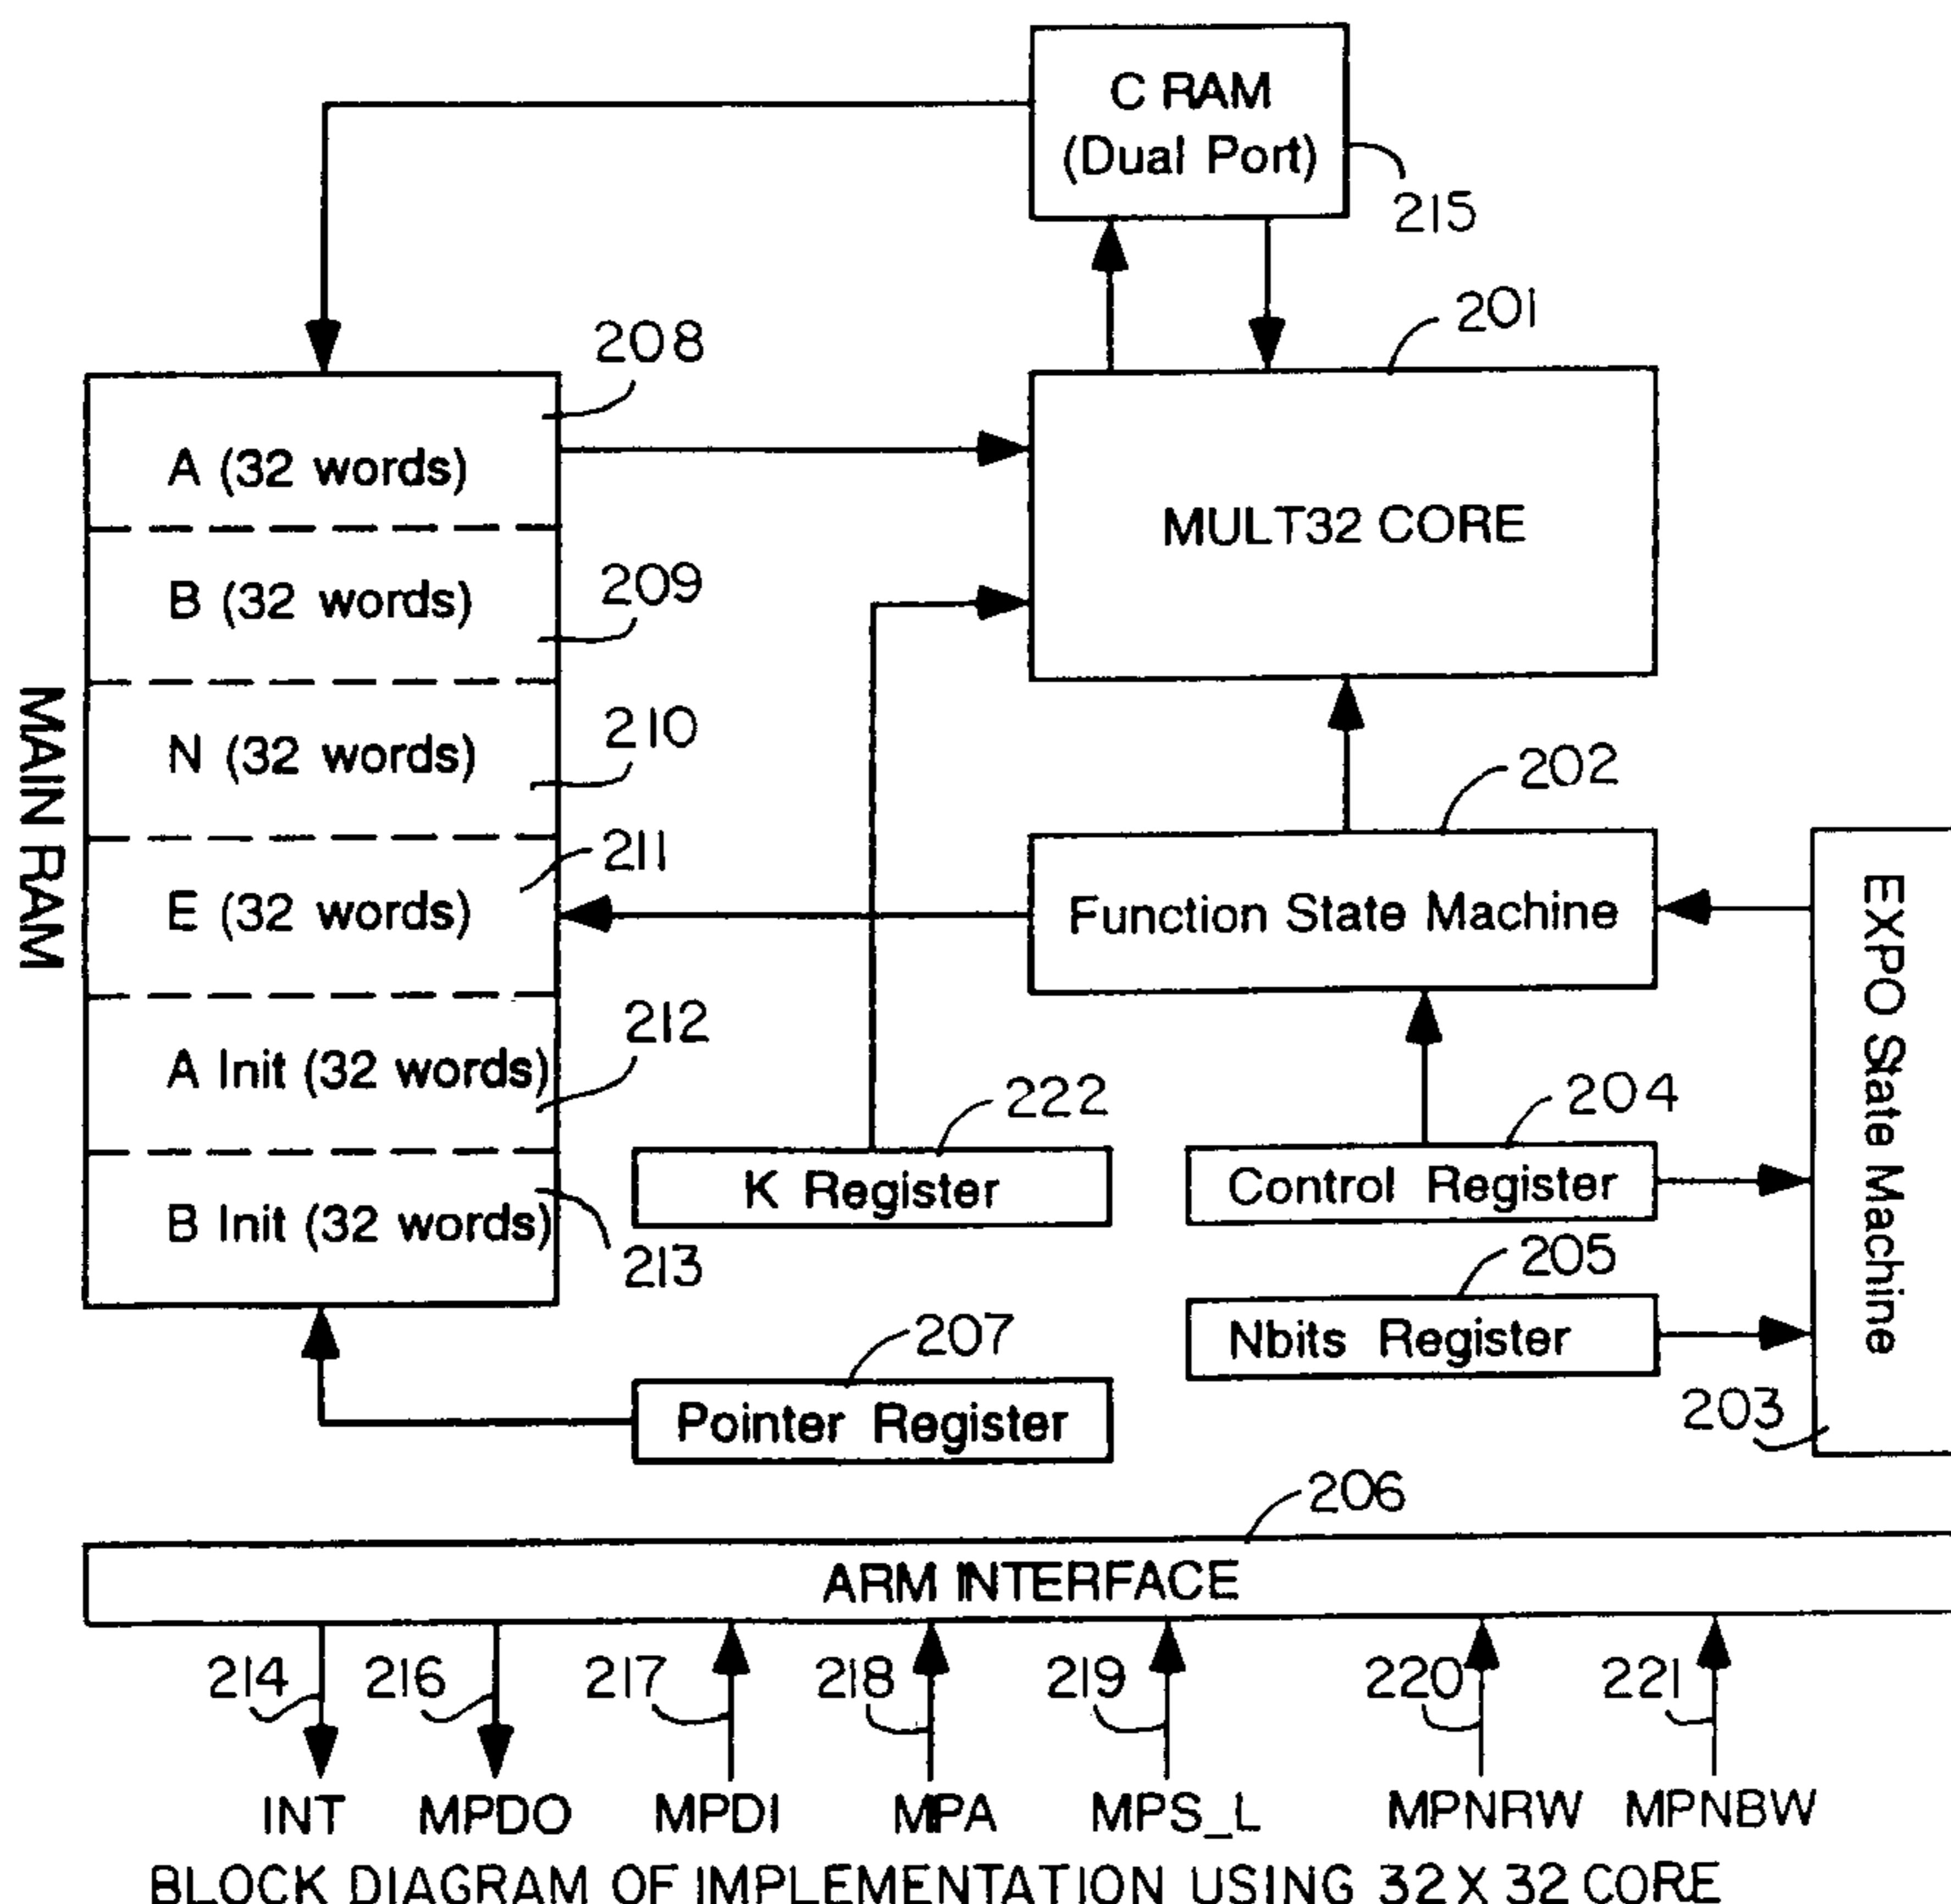 C RAM
(Dual Port)
215
201
208
A (32 words)
MULT32 CORE
B (32 words)
209
MAIN RAM
N (32 words)
210
202
211
E (32 words)
Function State Machine
EXPO State Machine
212
A Init (32 words)
222
204
K Register
Control Register
B Init (32 words)
213
205
207
Nbits Register
Pointer Register
203
206
ARM INTERFACE
214
216
217
218
219
220
221
INT
MPDO
MPDI
MPA
MPS_L
MPNRW
MPNBW
BLOCK DIAGRAM OF IMPLEMENTATION USING 32X32 CORE